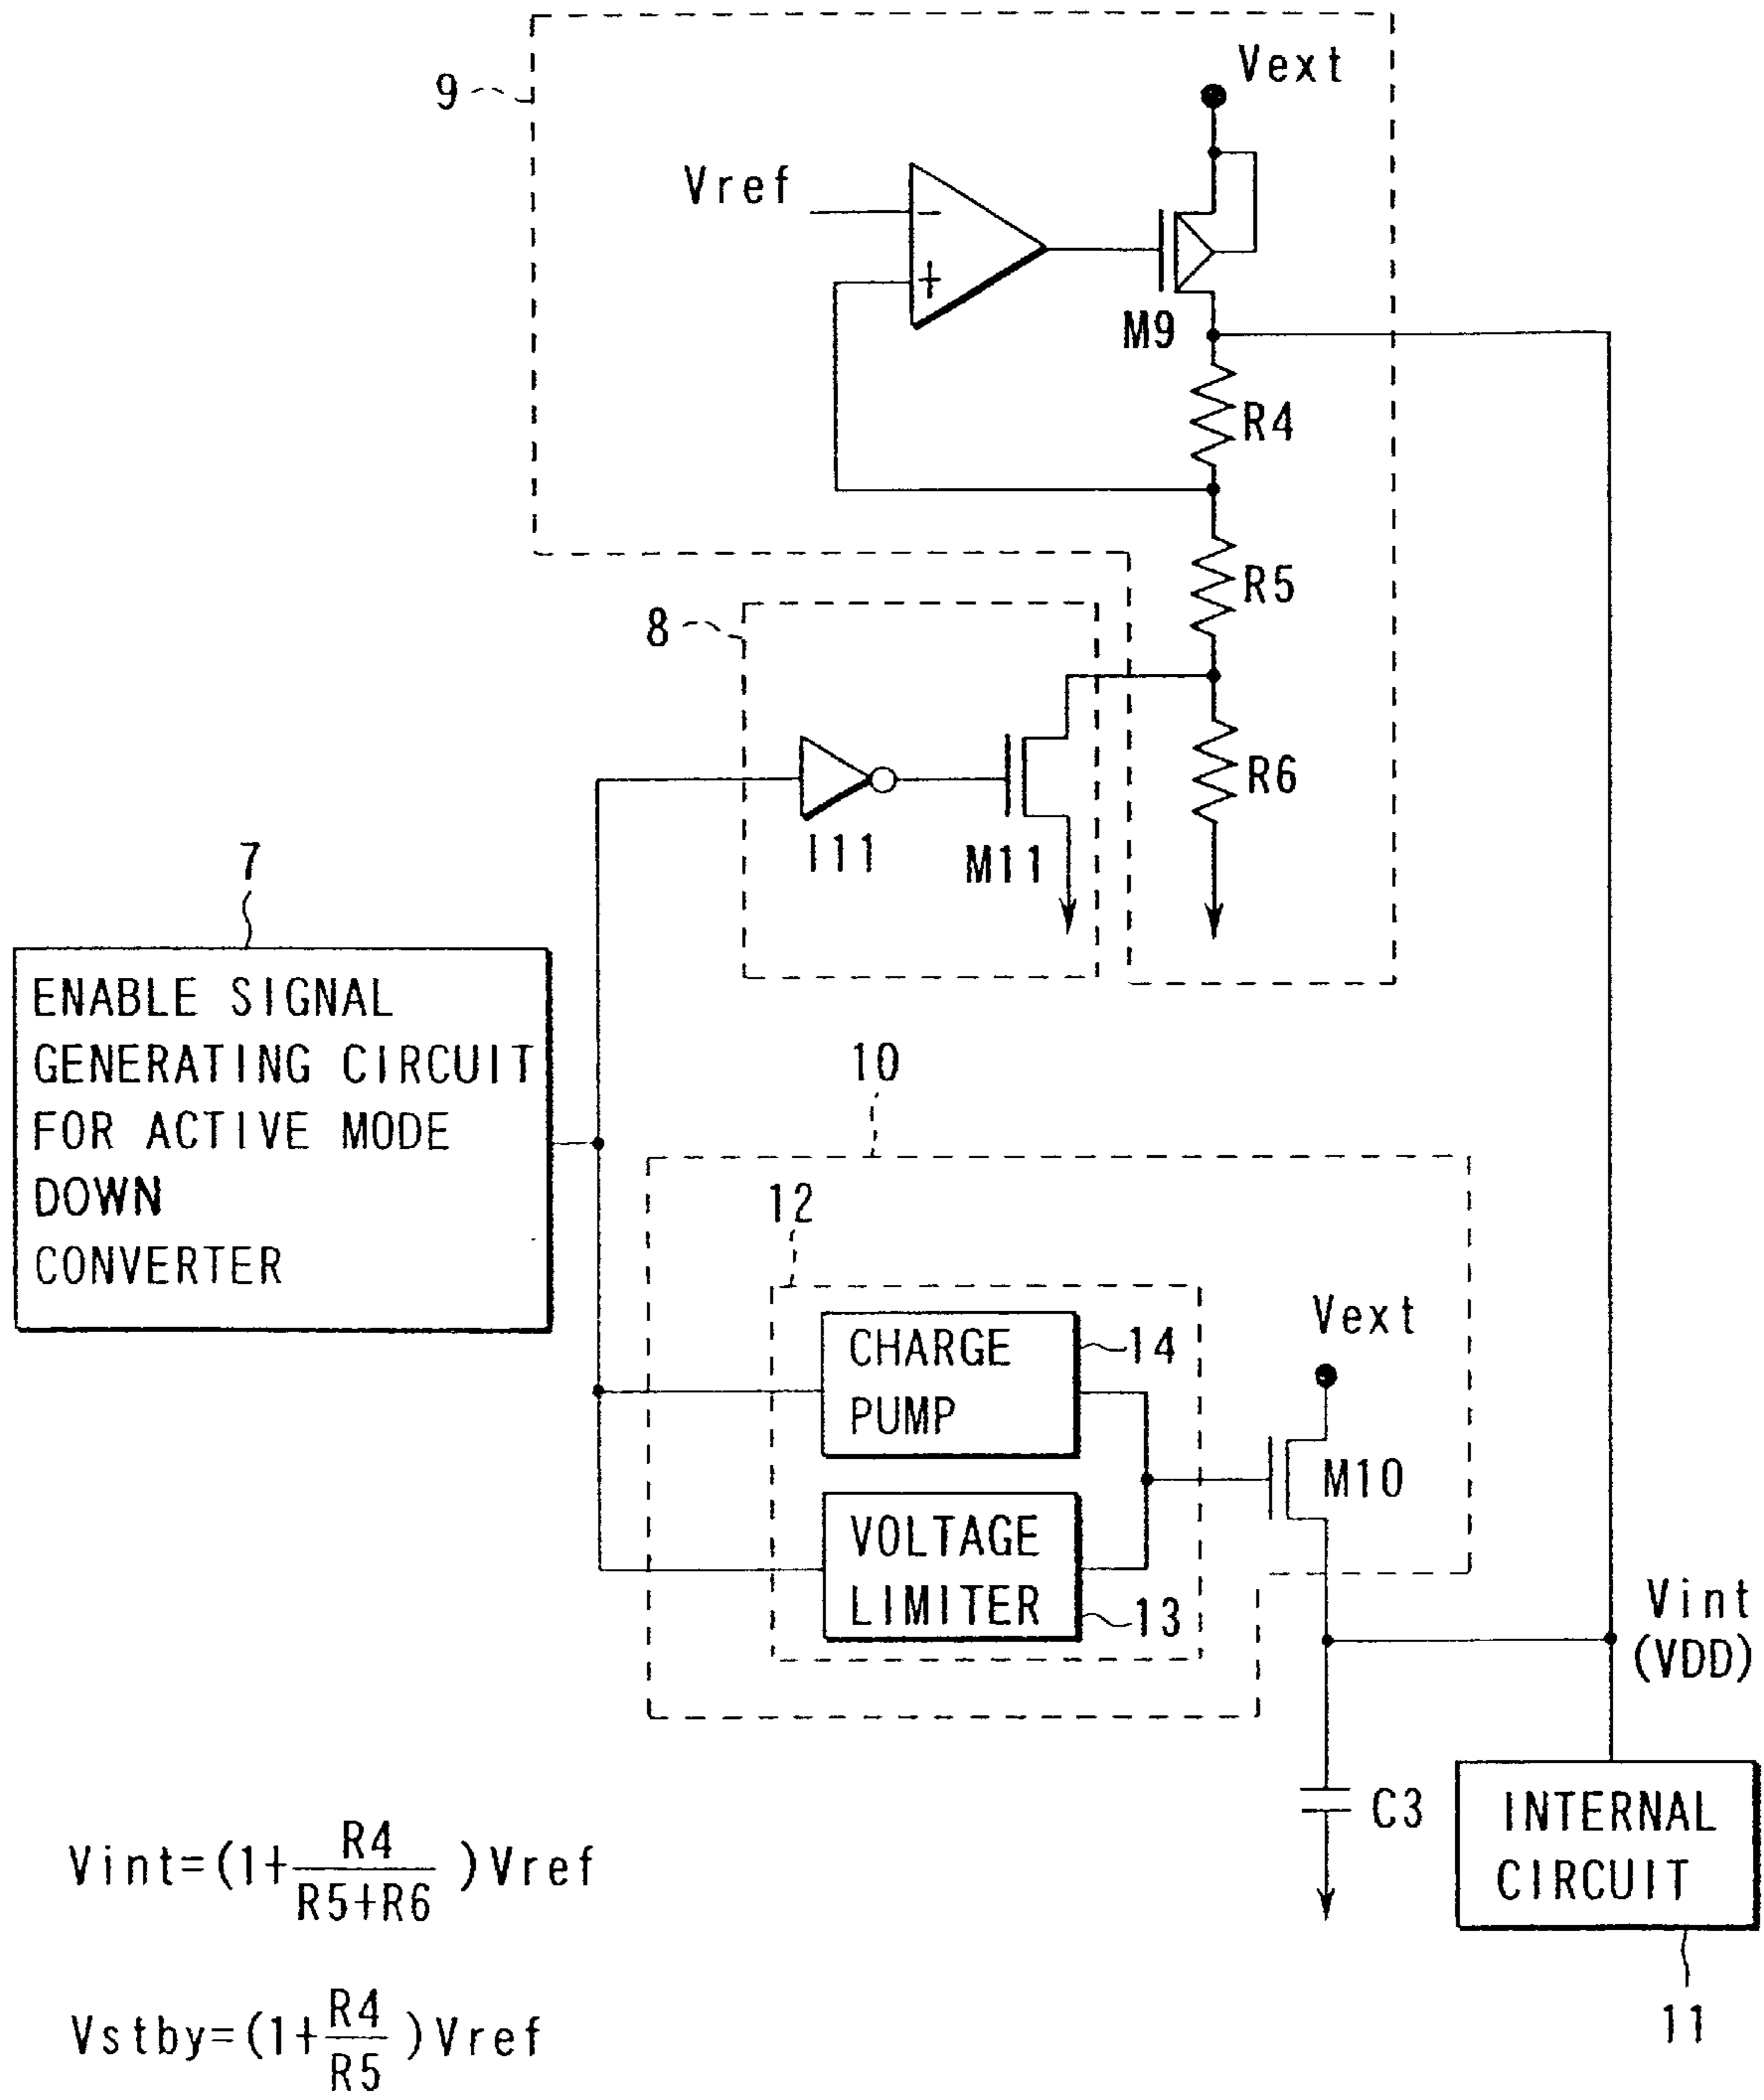 Vext
9
Vref
−
+
M9
R4
R5
8
R6
I11
M11
7
ENABLE SIGNAL
GENERATING CIRCUIT
FOR ACTIVE MODE
DOWN
CONVERTER
10
12
Vext
CHARGE
PUMP
14
M10
VOLTAGE
LIMITER
13
Vint
(VDD)
C3
INTERNAL
CIRCUIT
11
Vint=(1+R4/R5+R6)Vref
Vstby=(1+R4/R5)Vref